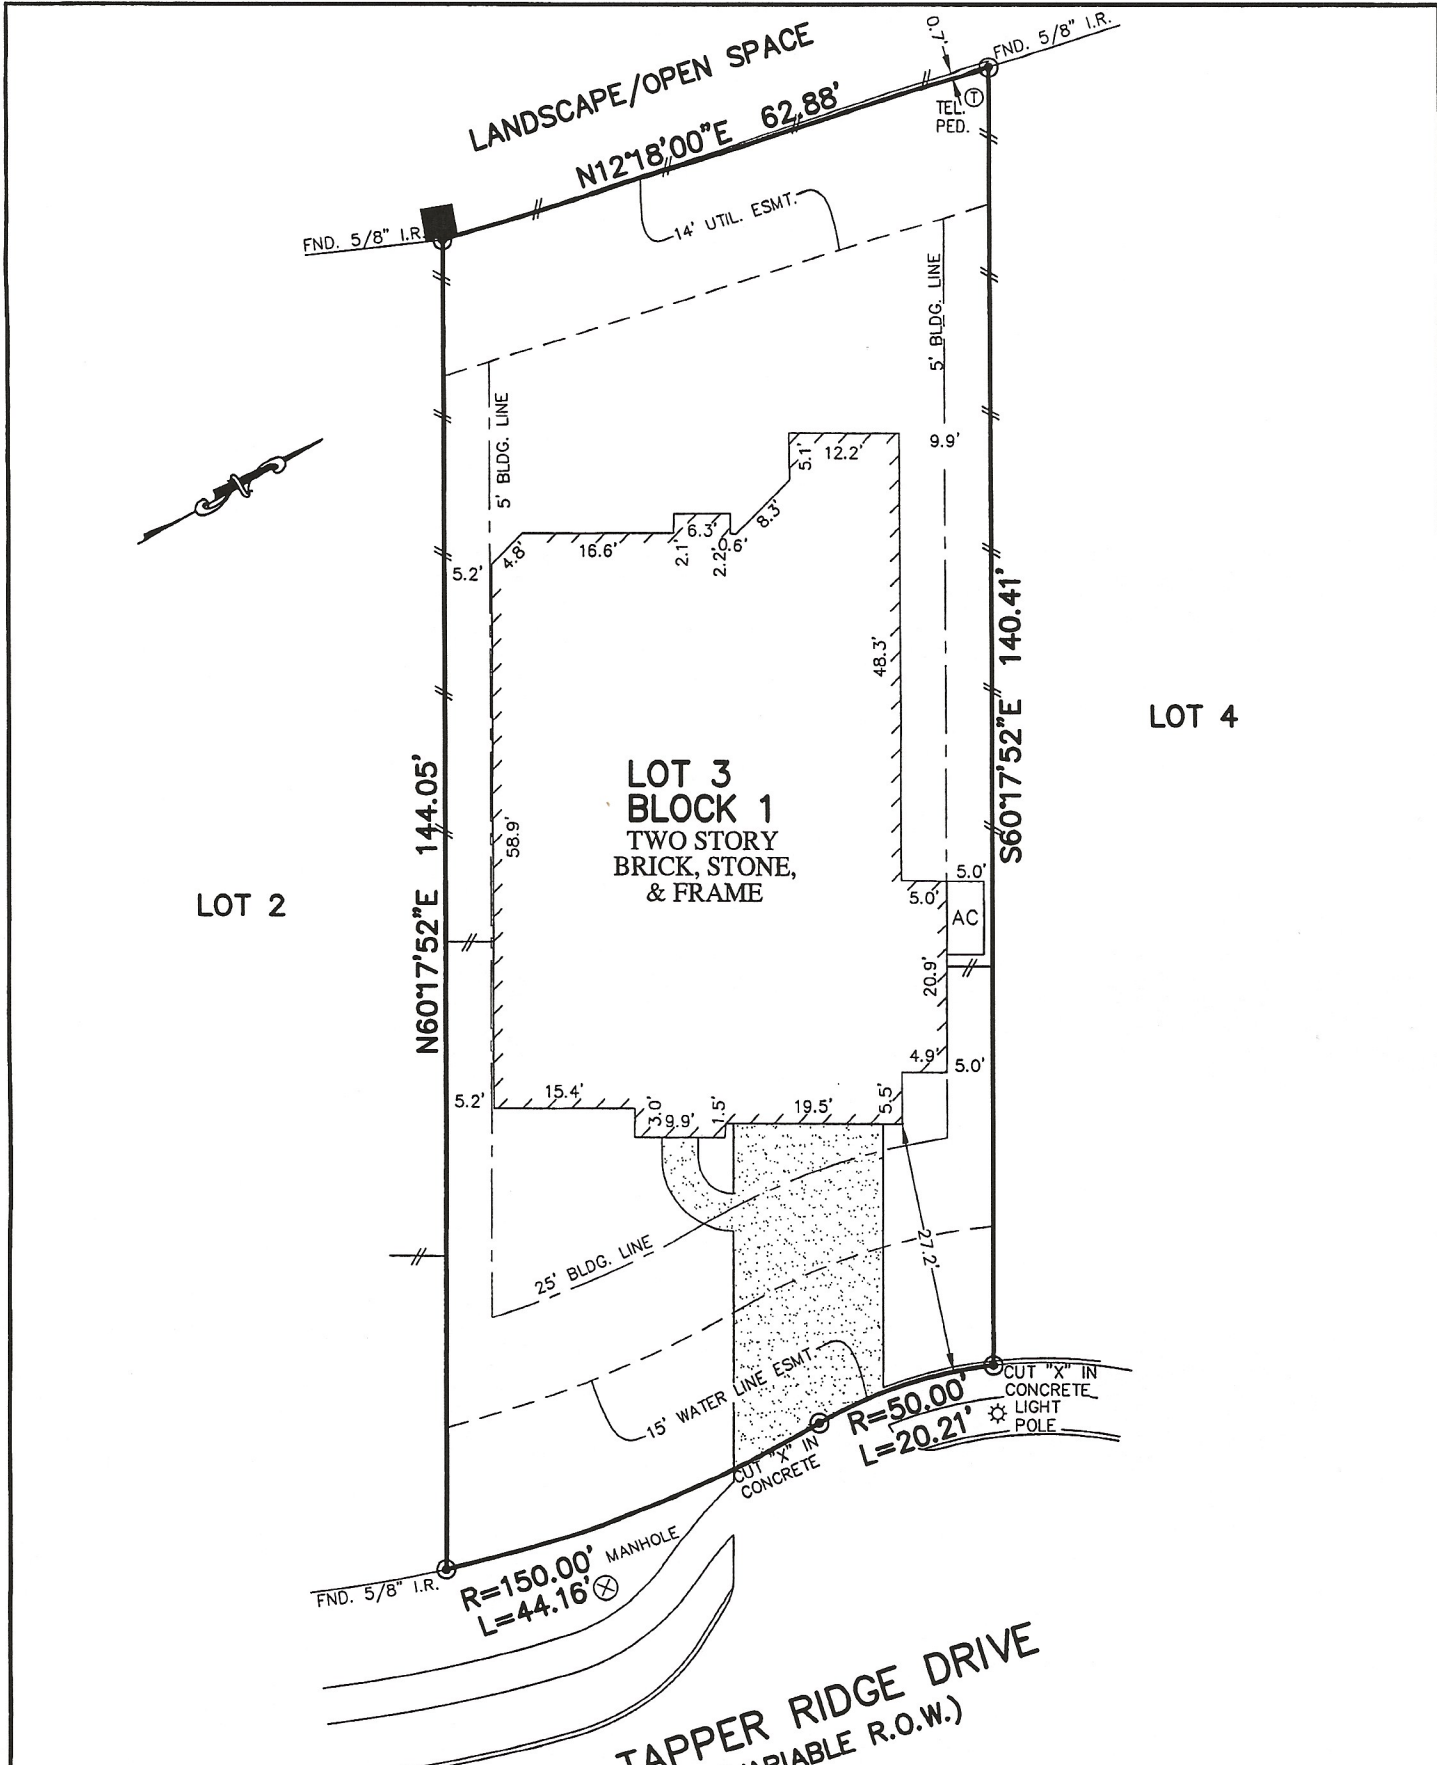 0.7'
FND. 5/8" I.R.
LANDSCAPE/OPEN SPACE
N12°18'00"E 62.88'
TEL. T
PED.
FND. 5/8" I.R.
14' UTIL. ESMT.
5' BLDG. LINE
5' BLDG. LINE
9.9'
12.2'
5.1'
8.3'
6.3'
0.6'
16.6'
2.1'
2.2'
4.8'
5.2'
N
48.3'
S60°17'52"E 140.41'
LOT 4
LOT 3
BLOCK 1
TWO STORY
BRICK, STONE,
& FRAME
58.9'
N60°17'52"E 144.05'
LOT 2
5.0'
5.0'
AC
20.9'
4.9'
5.0'
5.2'
15.4'
3.0'
9.9'
1.5'
19.5'
5.5'
27.2'
25' BLDG. LINE
15' WATER LINE ESMT.
CUT "X" IN
CONCRETE
LIGHT
POLE
R=50.00'
L=20.21'
CUT "X" IN
CONCRETE
MANHOLE
R=150.00'
L=44.16'
FND. 5/8" I.R.
TAPPER RIDGE DRIVE
VARIABLE R.O.W.)